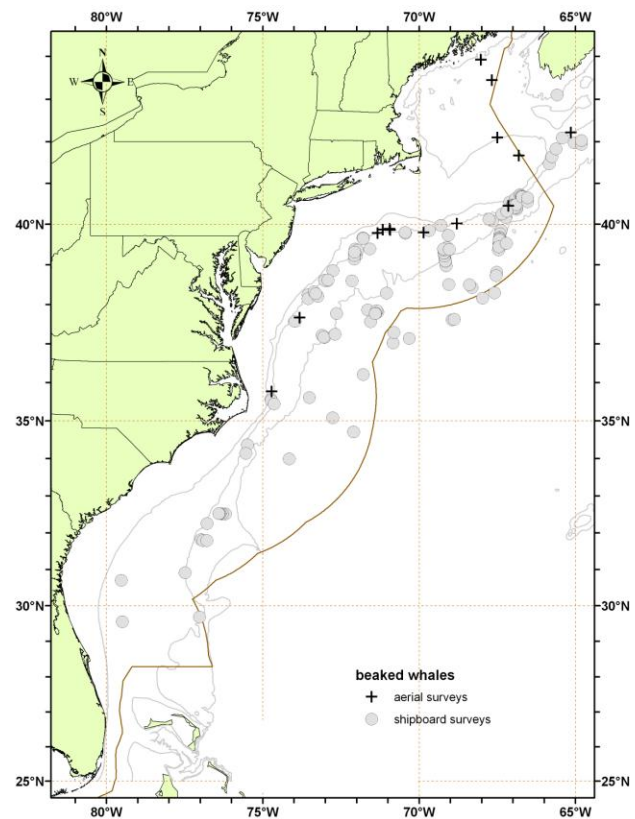 80°W 75°W 70°W 65°W
N
W E
S
40°N 40°N
35°N 35°N
30°N 30°N
beaked whales
aerial surveys
shipboard surveys
25°N 25°N
80°W 75°W 70°W 65°W